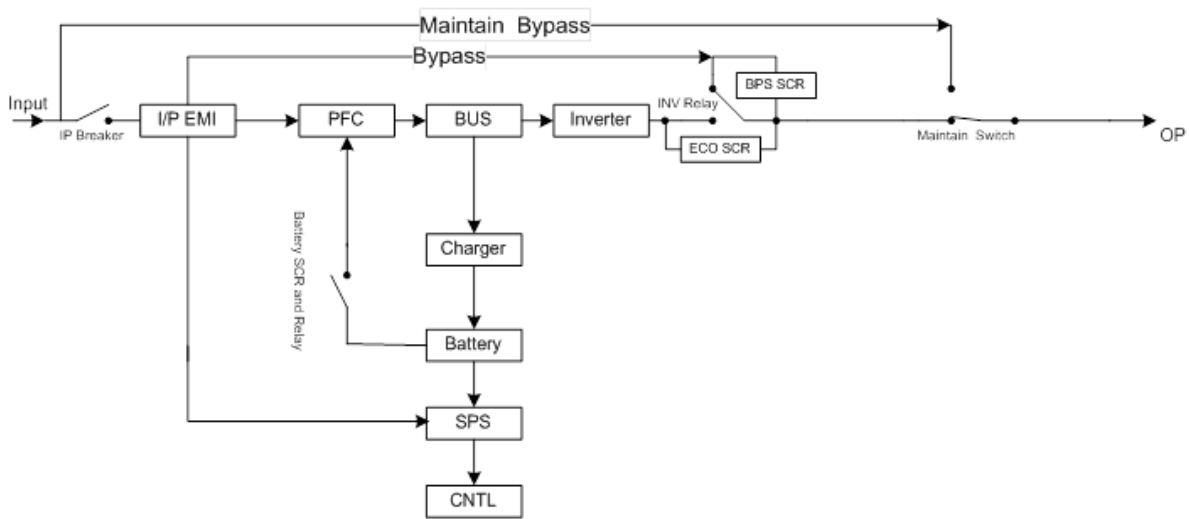 Maintain Bypass
Bypass
BPS SCR
Input
INV Relay
I/P EMI
PFC
BUS
Inverter
IP Breaker
ECO SCR
Maintain Switch
OP
Battery SCR and Relay
Charger
Battery
SPS
CNTL